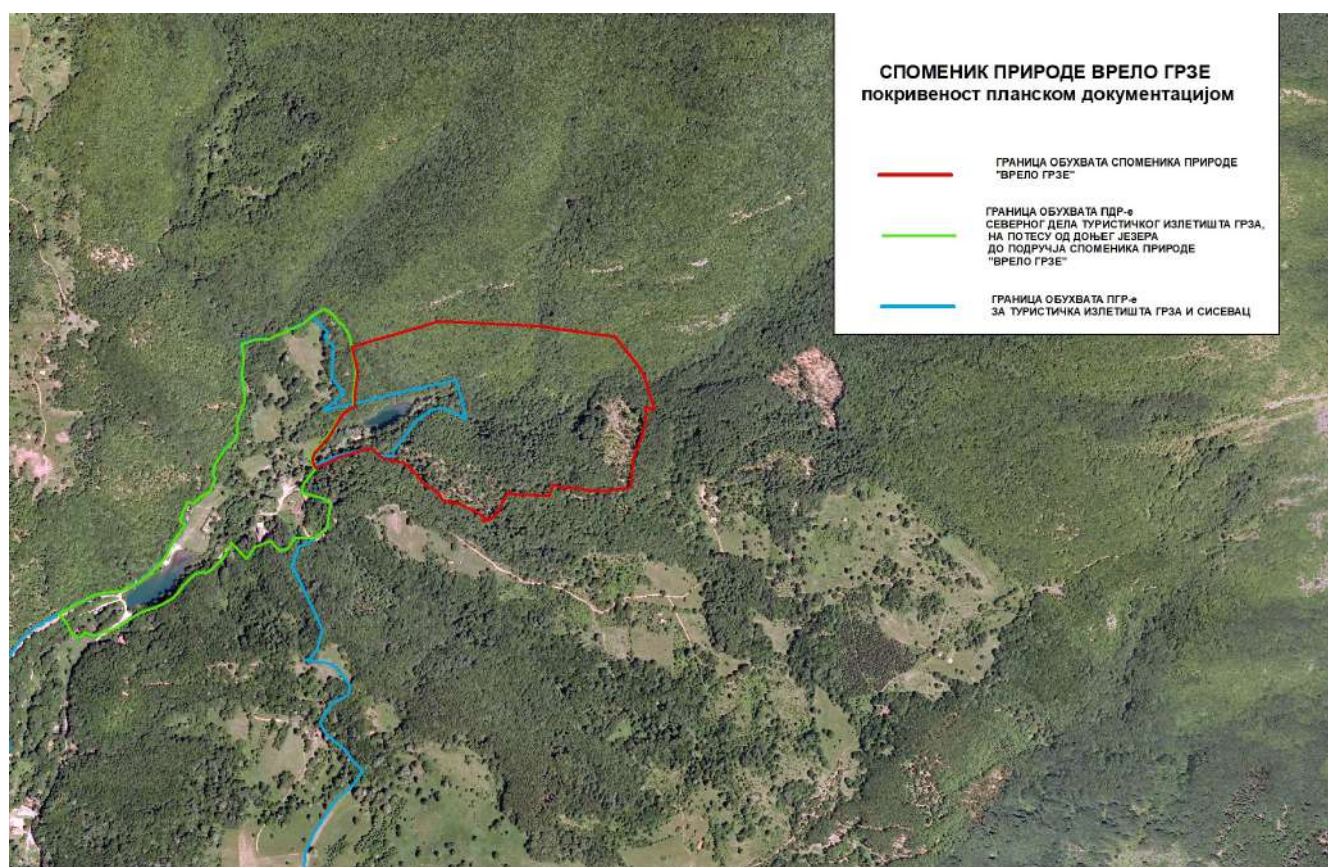 СПОМЕНИК ПРИРОДЕ ВРЕЛО ГРЗЕ
покривеност планском документацијом
ГРАНИЦА ОБУХВАТА СПОМЕНИКА ПРИРОДЕ
"ВРЕЛО ГРЗЕ"
ГРАНИЦА ОБУХВАТА ПДР-е
СЕВЕРНОГ ДЕЛА ТУРИСТИЧКОГ ИЗЛЕТИШТА ГРЗА,
НА ПОТЕСУ ОД ДОЊЕГ ЈЕЗЕРА
ДО ПОДРУЧЈА СПОМЕНИКА ПРИРОДЕ
"ВРЕЛО ГРЗЕ"
ГРАНИЦА ОБУХВАТА ПГР-е
ЗА ТУРИСТИЧКА ИЗЛЕТИШТА ГРЗА И СИСЕВАЦ